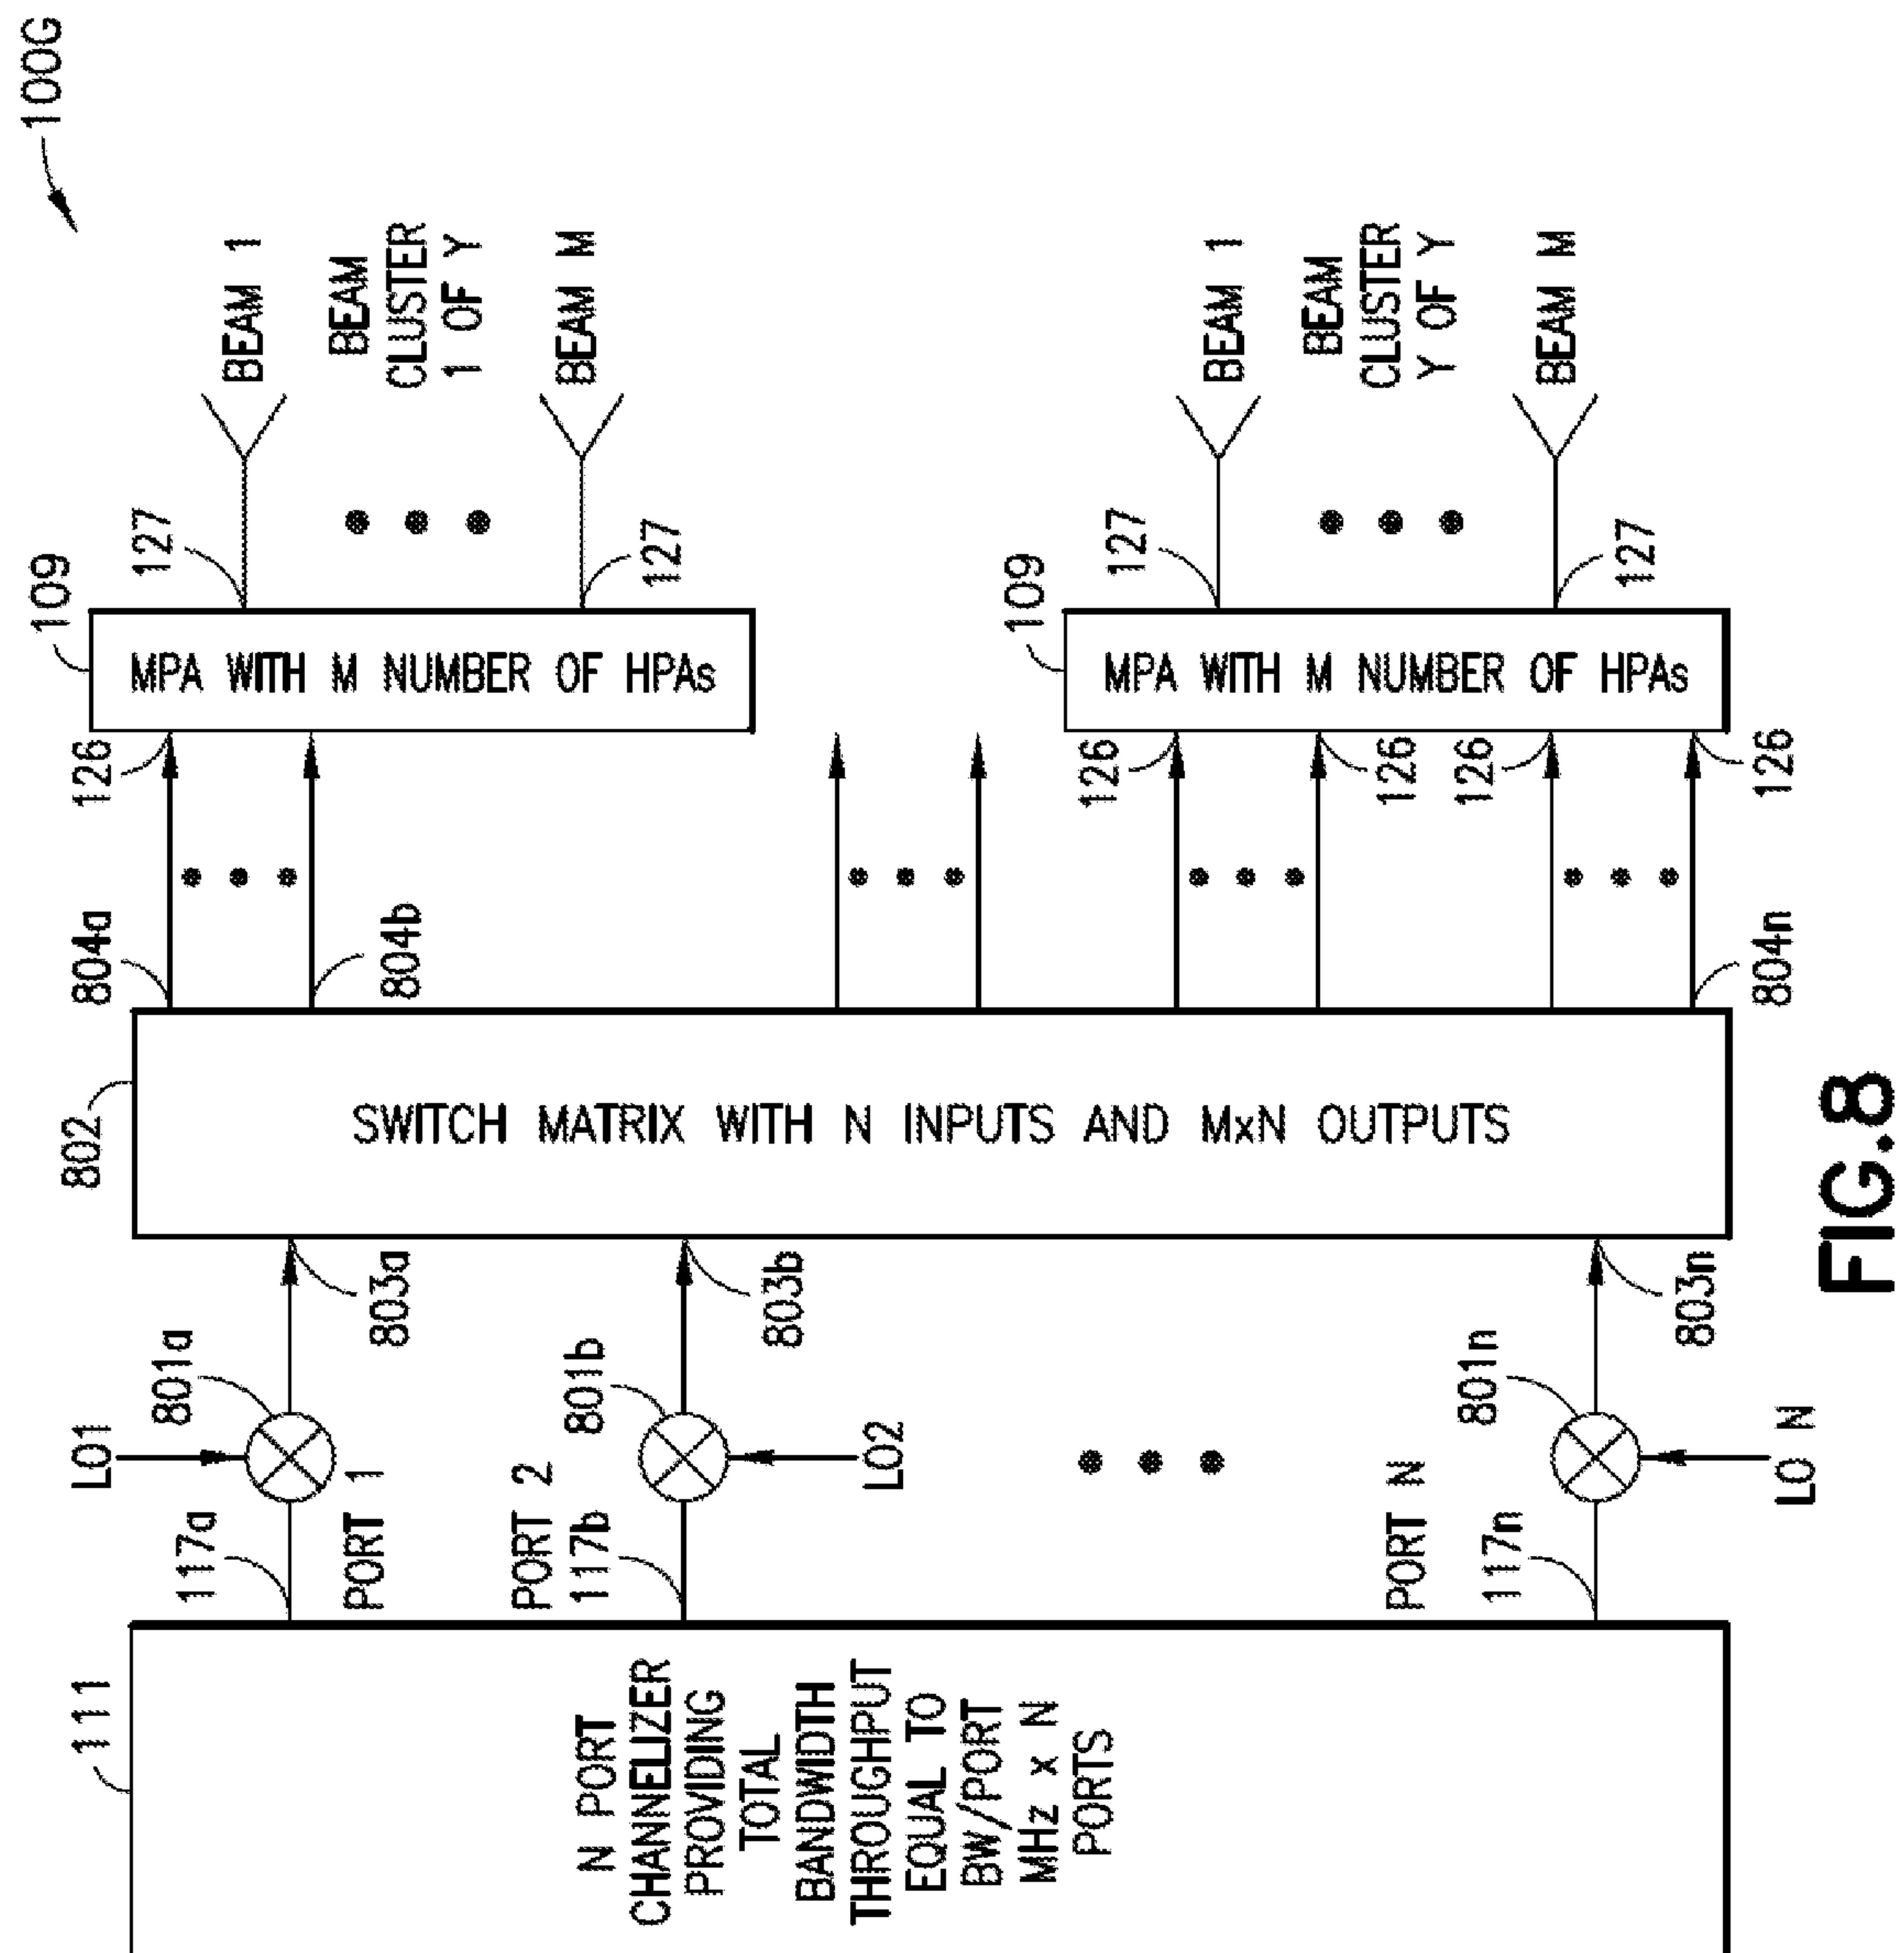 100G
111
N PORT
CHANNELIZER
PROVIDING
TOTAL
BANDWIDTH
THROUGHPUT
EQUAL TO
BW/PORT
MHz x N
PORTS
117a
PORT 1
LO1
801a
803a
PORT 2
117b
801b
LO2
803b
PORT N
117n
801n
LO N
803n
802
SWITCH MATRIX WITH N INPUTS AND MxN OUTPUTS
804a
804b
804n
126
109
MPA WITH M NUMBER OF HPAs
127
127
BEAM 1
BEAM
CLUSTER
1 OF Y
BEAM M
126
126
126
126
109
MPA WITH M NUMBER OF HPAs
127
127
BEAM 1
BEAM
CLUSTER
Y OF Y
BEAM M
FIG.8